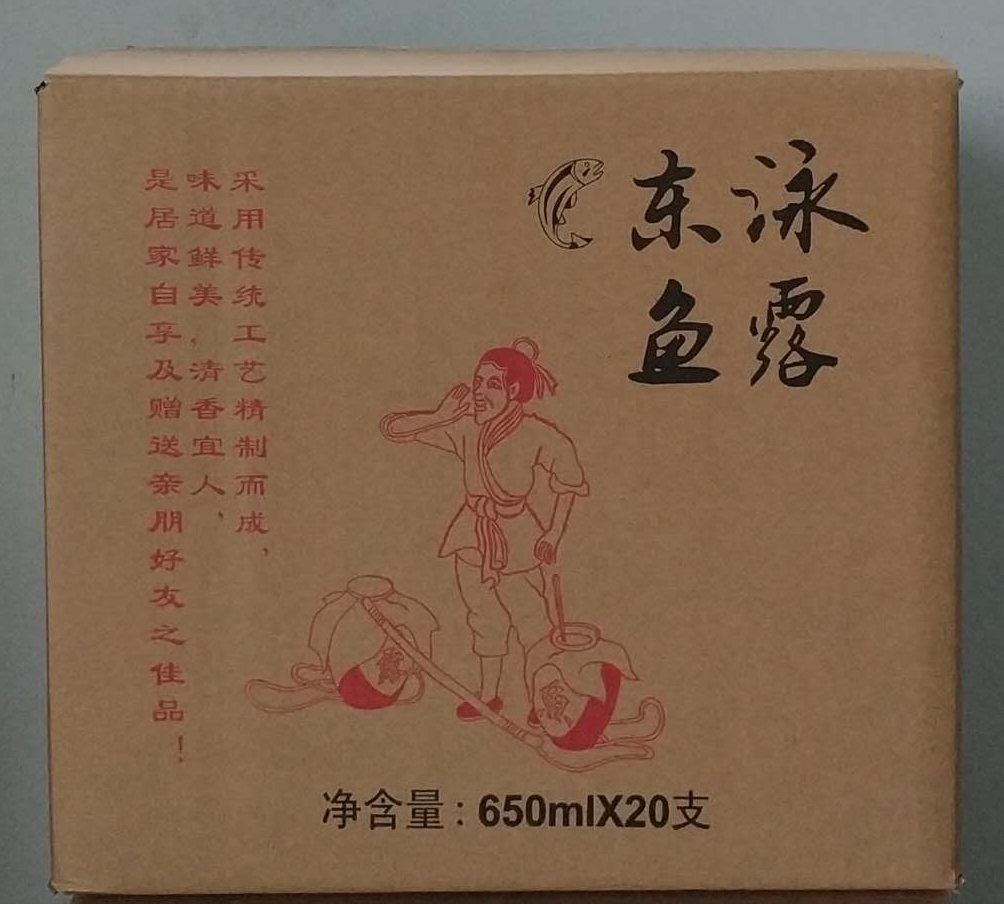 东泳
鱼露
采用传统工艺精制而成，
味道鲜美，清香宜人，
是居家自享及赠送亲朋好友之佳品！
露
魚
净含量：650mlX20支